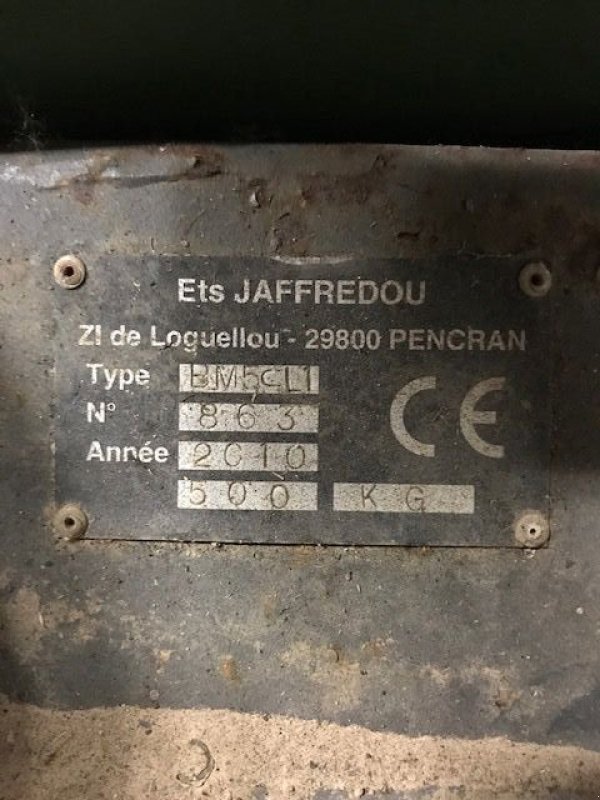 Ets JAFFREDOU
ZI de Loguellou - 29800 PENCRAN
Type
N° 863
Année 2010
500 KG
CE